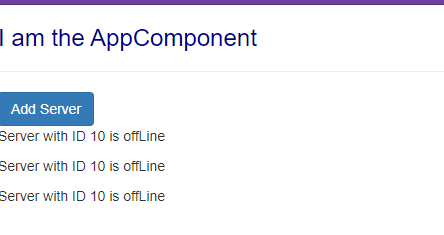 I am the AppComponent
Add Server
Server with ID 10 is offLine
Server with ID 10 is offLine
Server with ID 10 is offLine